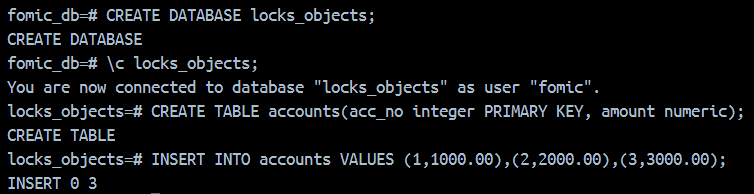 fomic_db=# CREATE DATABASE locks_objects;
CREATE DATABASE
fomic_db=# \c locks_objects;
You are now connected to database "locks_objects" as user "fomic".
locks_objects=# CREATE TABLE accounts(acc_no integer PRIMARY KEY, amount numeric);
CREATE TABLE
locks_objects=# INSERT INTO accounts VALUES (1,1000.00),(2,2000.00),(3,3000.00);
INSERT 0 3